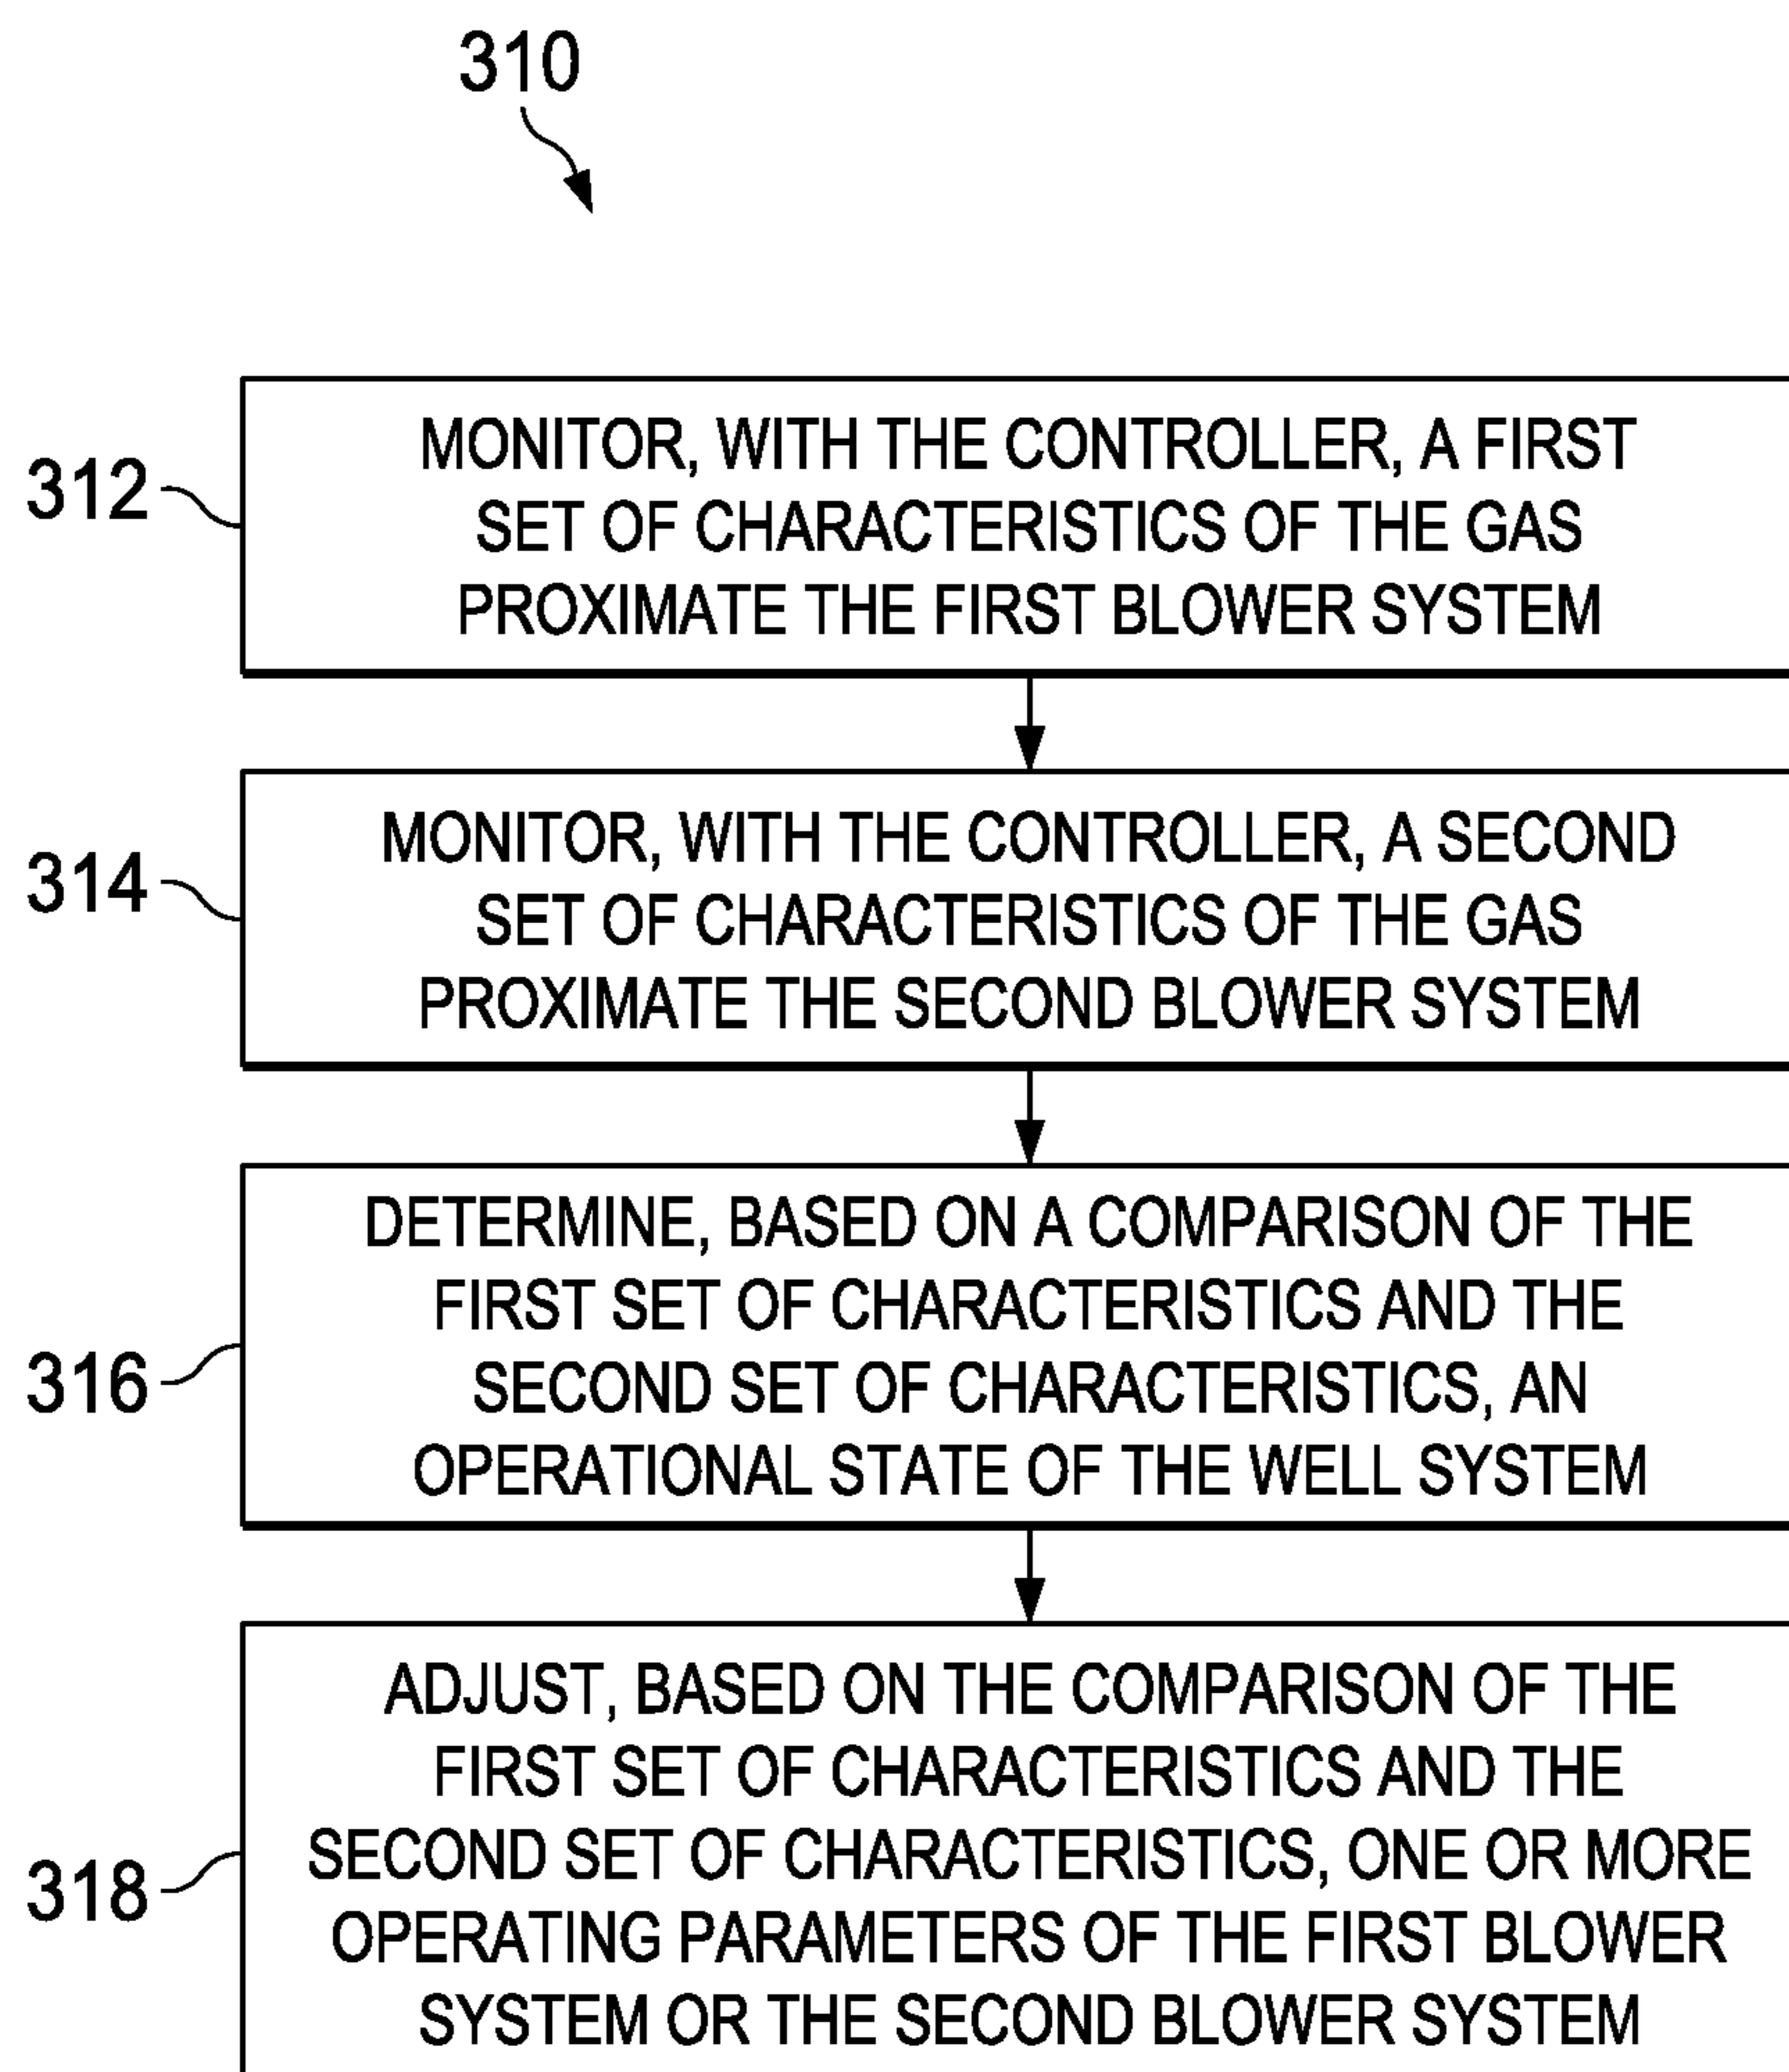 310
312
MONITOR, WITH THE CONTROLLER, A FIRST
SET OF CHARACTERISTICS OF THE GAS
PROXIMATE THE FIRST BLOWER SYSTEM
314
MONITOR, WITH THE CONTROLLER, A SECOND
SET OF CHARACTERISTICS OF THE GAS
PROXIMATE THE SECOND BLOWER SYSTEM
316
DETERMINE, BASED ON A COMPARISON OF THE
FIRST SET OF CHARACTERISTICS AND THE
SECOND SET OF CHARACTERISTICS, AN
OPERATIONAL STATE OF THE WELL SYSTEM
318
ADJUST, BASED ON THE COMPARISON OF THE
FIRST SET OF CHARACTERISTICS AND THE
SECOND SET OF CHARACTERISTICS, ONE OR MORE
OPERATING PARAMETERS OF THE FIRST BLOWER
SYSTEM OR THE SECOND BLOWER SYSTEM